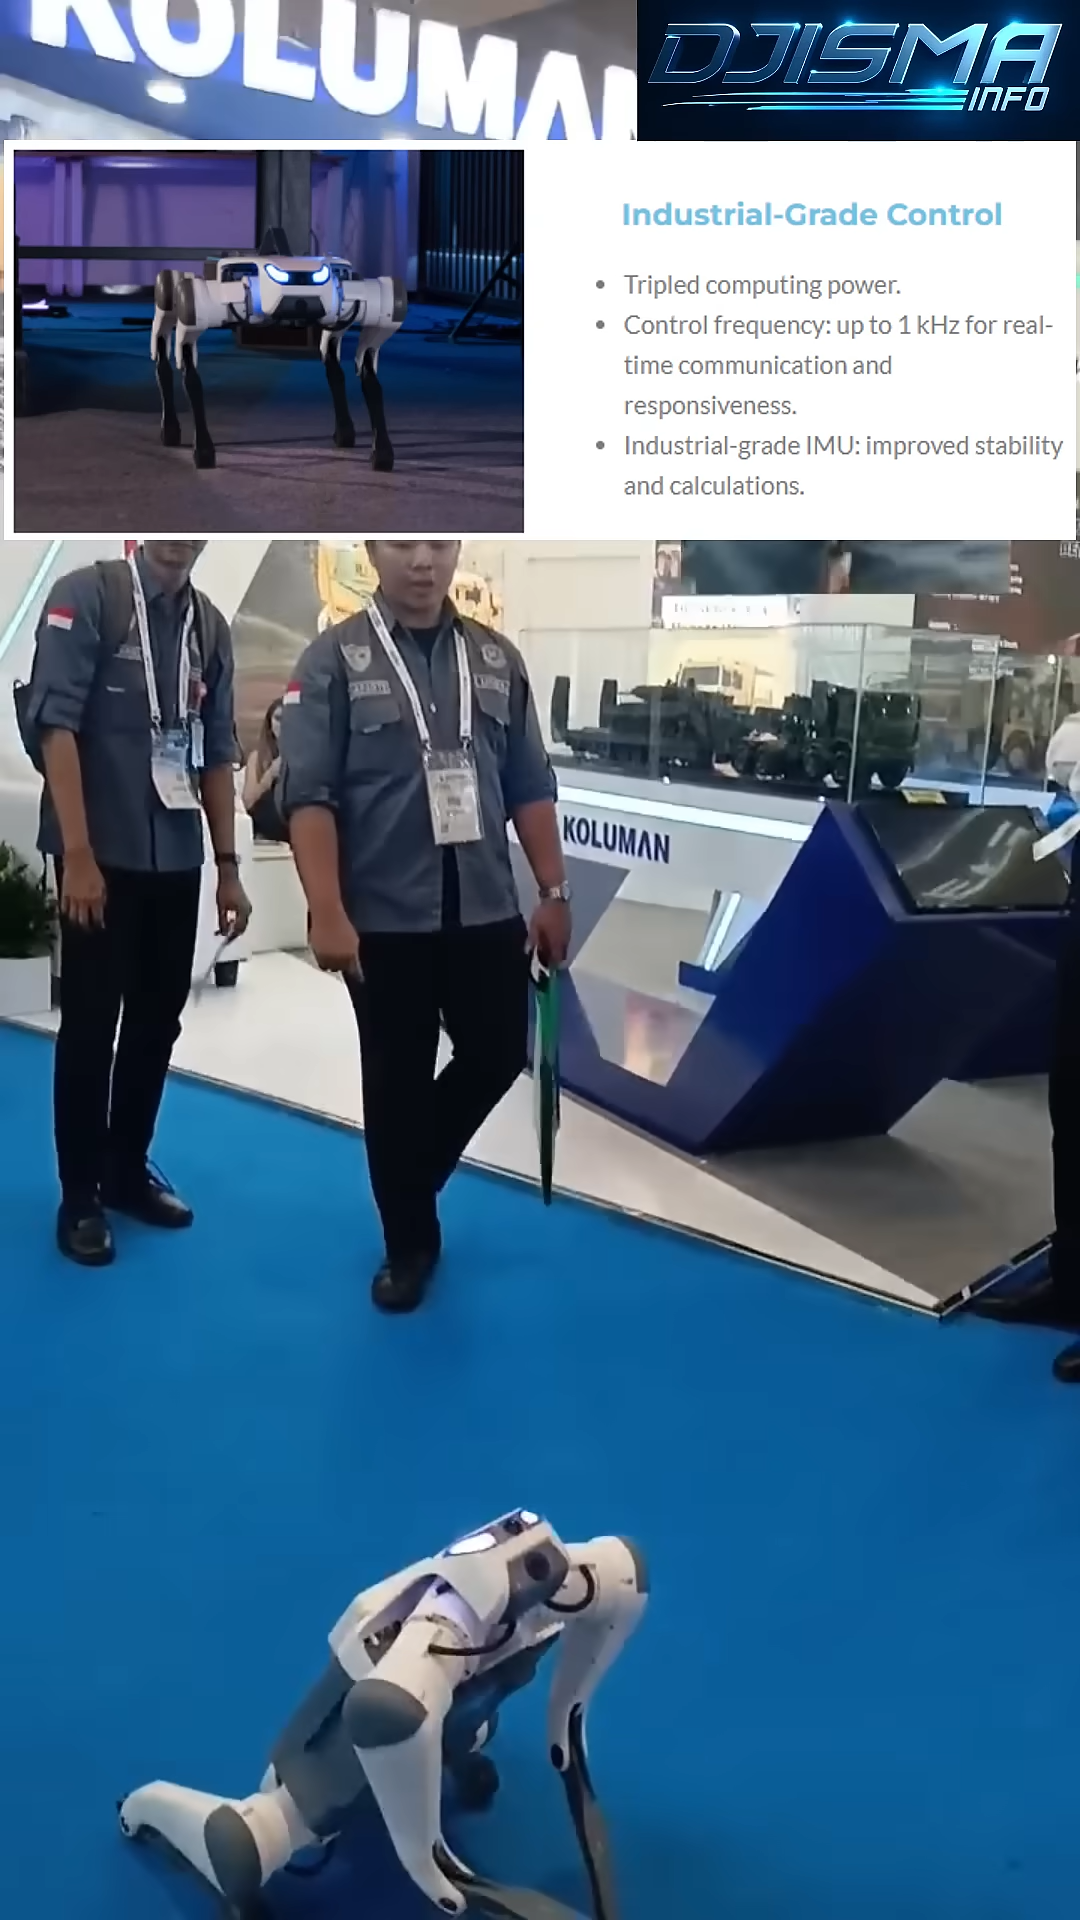 KOLUMAN
DJISMA
INFO
Industrial-Grade Control
• Tripled computing power.
• Control frequency: up to 1 kHz for real-
time communication and
responsiveness.
• Industrial-grade IMU: improved stability
and calculations.
KOLUMAN